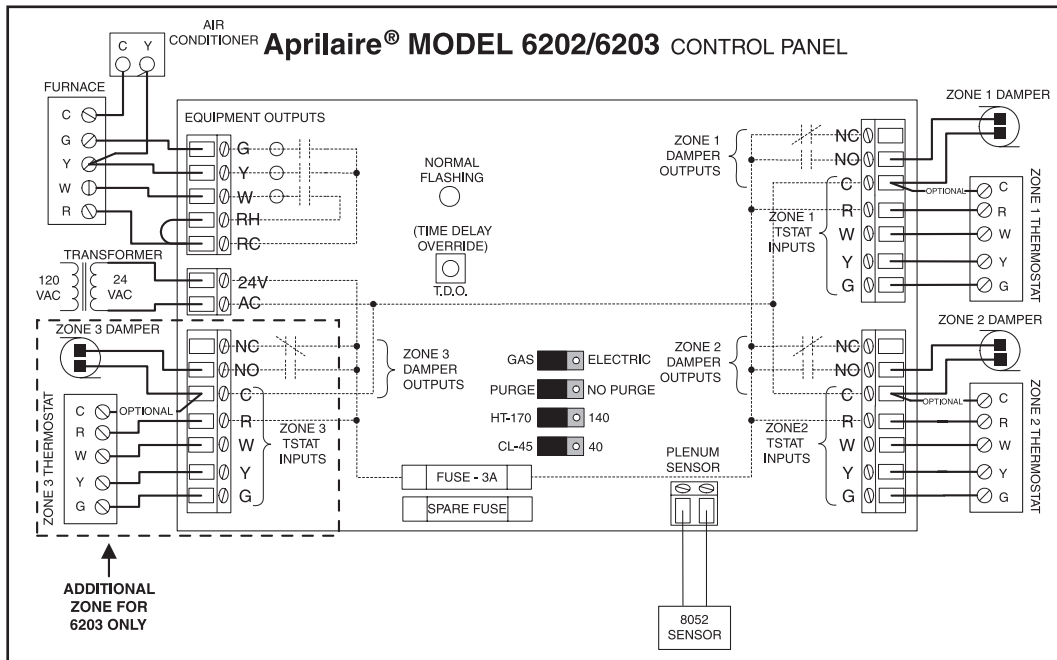 Aprilaire® MODEL 6202/6203 CONTROL PANEL
AIR
CONDITIONER
C Y
FURNACE
C
G
Y
W
R
EQUIPMENT OUTPUTS
G
Y
W
RH
RC
TRANSFORMER
120
VAC
24
VAC
24V
AC
NORMAL
FLASHING
(TIME DELAY
OVERRIDE)
T.D.O.
ZONE 3 DAMPER
NC
NO
C
R
W
Y
G
ZONE 3
DAMPER
OUTPUTS
ZONE 3
TSTAT
INPUTS
ZONE 3 THERMOSTAT
C
R
W
Y
G
OPTIONAL
ADDITIONAL
ZONE FOR
6203 ONLY
GAS ELECTRIC
PURGE NO PURGE
HT-170 140
CL-45 40
FUSE - 3A
SPARE FUSE
PLENUM
SENSOR
8052
SENSOR
ZONE 1
DAMPER
OUTPUTS
ZONE 1
TSTAT
INPUTS
NC
NO
C
R
W
Y
G
ZONE 1 DAMPER
OPTIONAL
C
R
W
Y
G
ZONE 1 THERMOSTAT
ZONE 2
DAMPER
OUTPUTS
ZONE2
TSTAT
INPUTS
NC
NO
C
R
W
Y
G
ZONE 2 DAMPER
OPTIONAL
C
R
W
Y
G
ZONE 2 THERMOSTAT